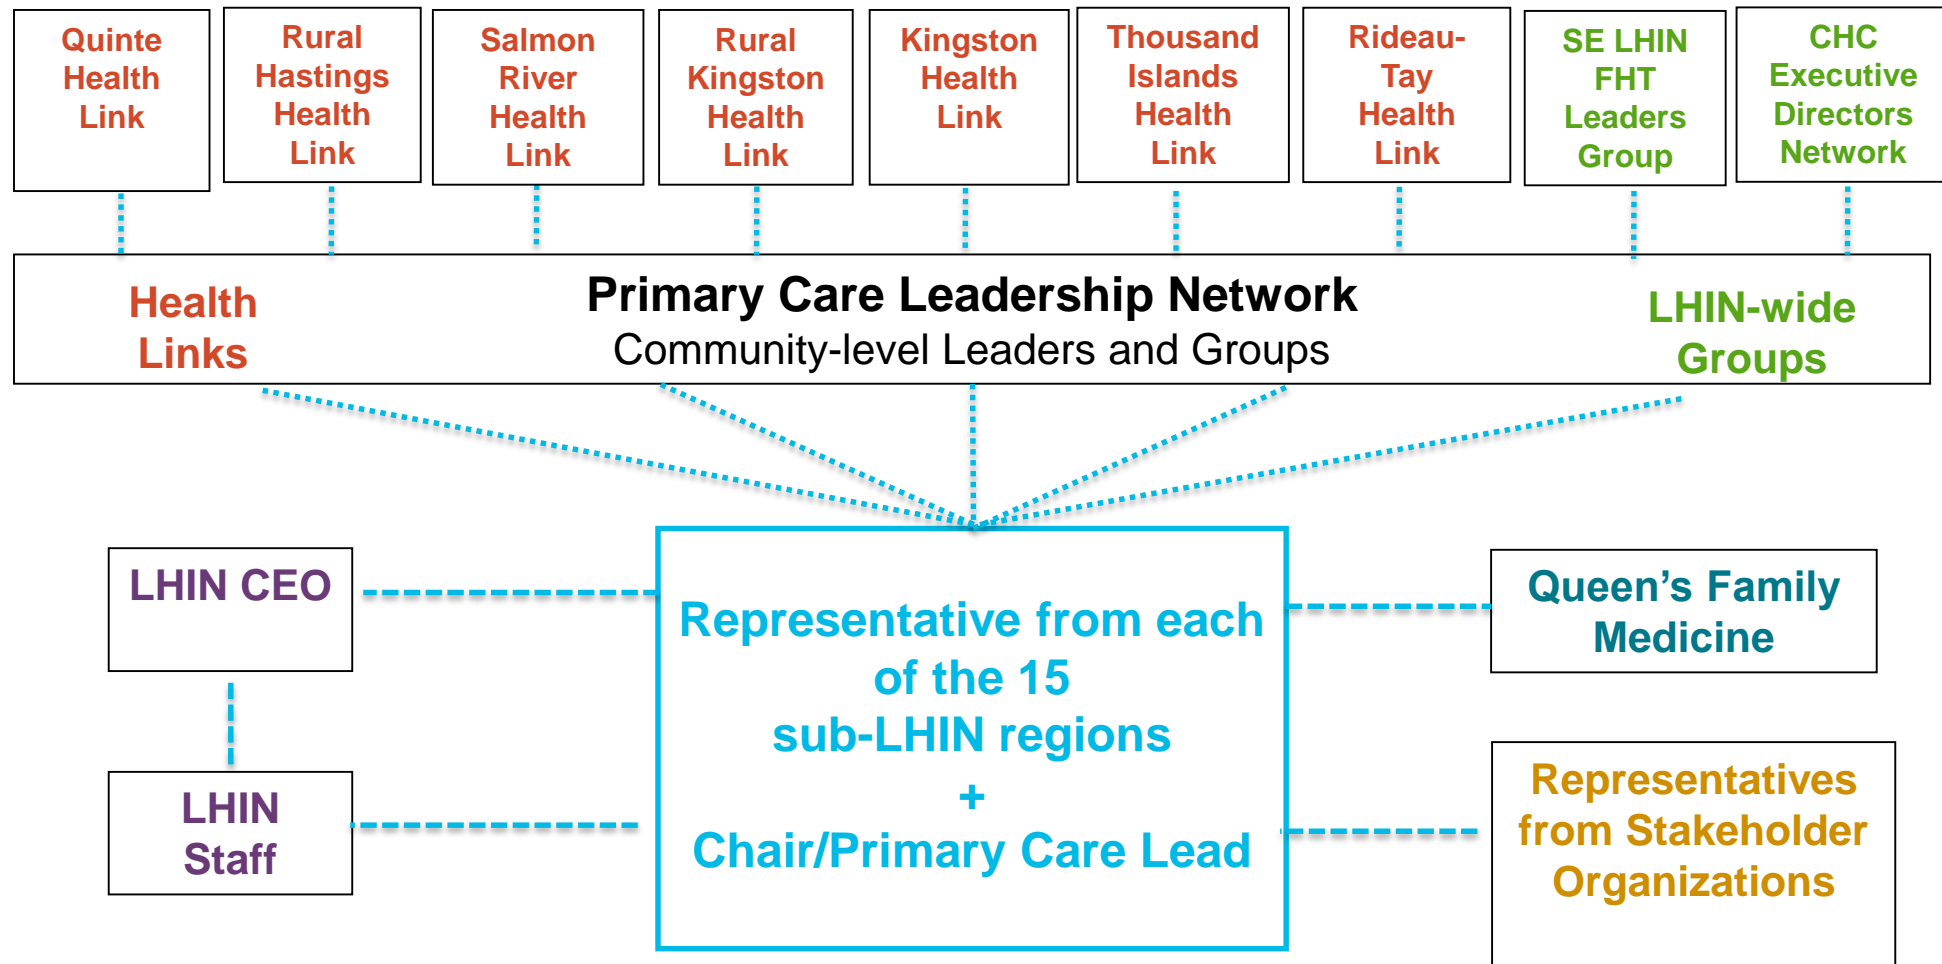 Quinte
Health
Link
Rural
Hastings
Health
Link
Salmon
River
Health
Link
Rural
Kingston
Health
Link
Kingston
Health
Link
Thousand
Islands
Health
Link
Rideau-
Tay
Health
Link
SE LHIN
FHT
Leaders
Group
CHC
Executive
Directors
Network
Health
Links
Primary Care Leadership Network
Community-level Leaders and Groups
LHIN-wide
Groups
LHIN CEO
LHIN
Staff
Representative from each
of the 15
sub-LHIN regions
+
Chair/Primary Care Lead
Queen’s Family
Medicine
Representatives
from Stakeholder
Organizations